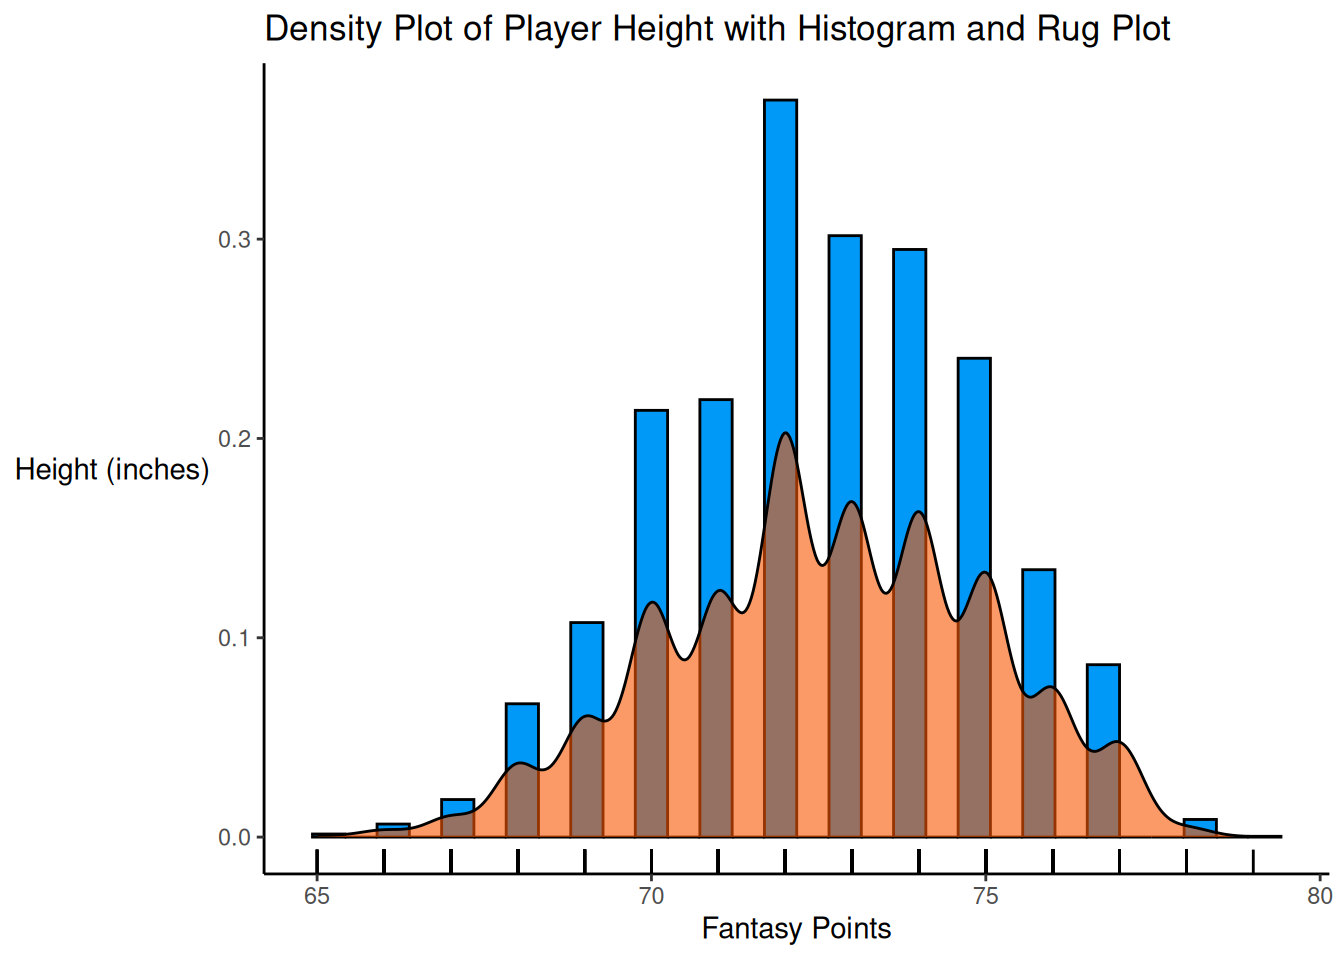 Density Plot of Player Height with Histogram and Rug Plot
0.3
0.2
Height (inches)
0.1
0.0
65 70 75 80
Fantasy Points